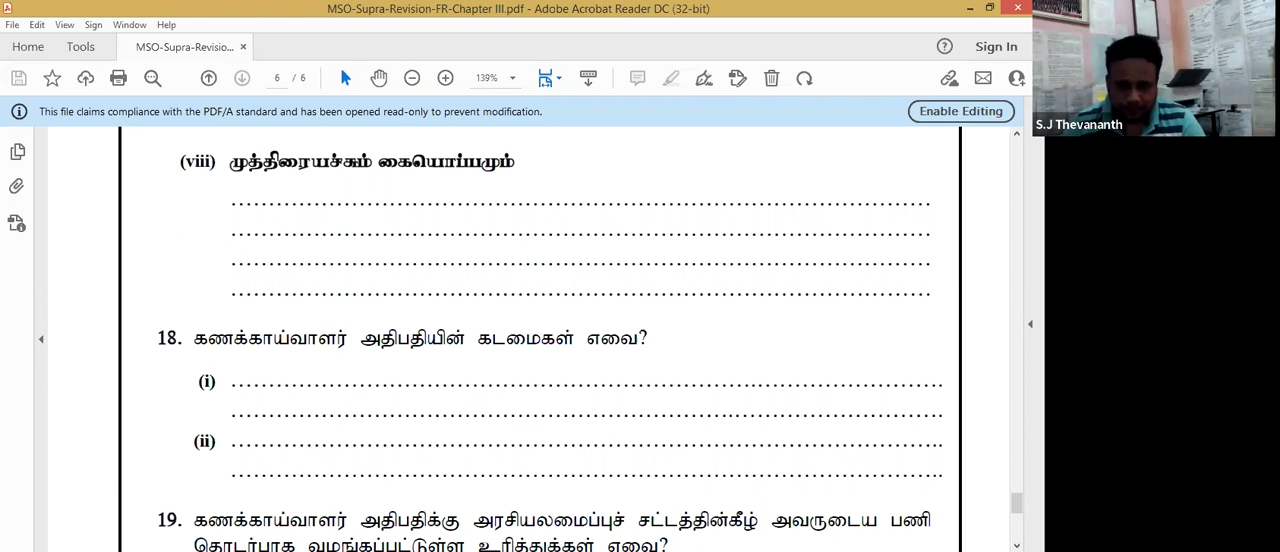 MSO-Supra-Revision-FR-Chapter III.pdf - Adobe Acrobat Reader DC (32-bit)
File Edit View Sign Window Help
Home Tools MSO-Supra-Revisio... × ? Sign In
6 / 6 139%
This file claims compliance with the PDF/A standard and has been opened read-only to prevent modification. Enable Editing
S.J Thevananth
(viii) முத்திரையச்சும் கையொப்பமும்
18. கணக்காய்வாளர் அதிபதியின் கடமைகள் எவை?
(i)
(ii)
19. கணக்காய்வாளர் அதிபதிக்கு அரசியலமைப்புச் சட்டத்தின்கீழ் அவருடைய பணி
தொடர்பாக வழங்கப்பட்டுள்ள உரித்துக்கள் எவை?